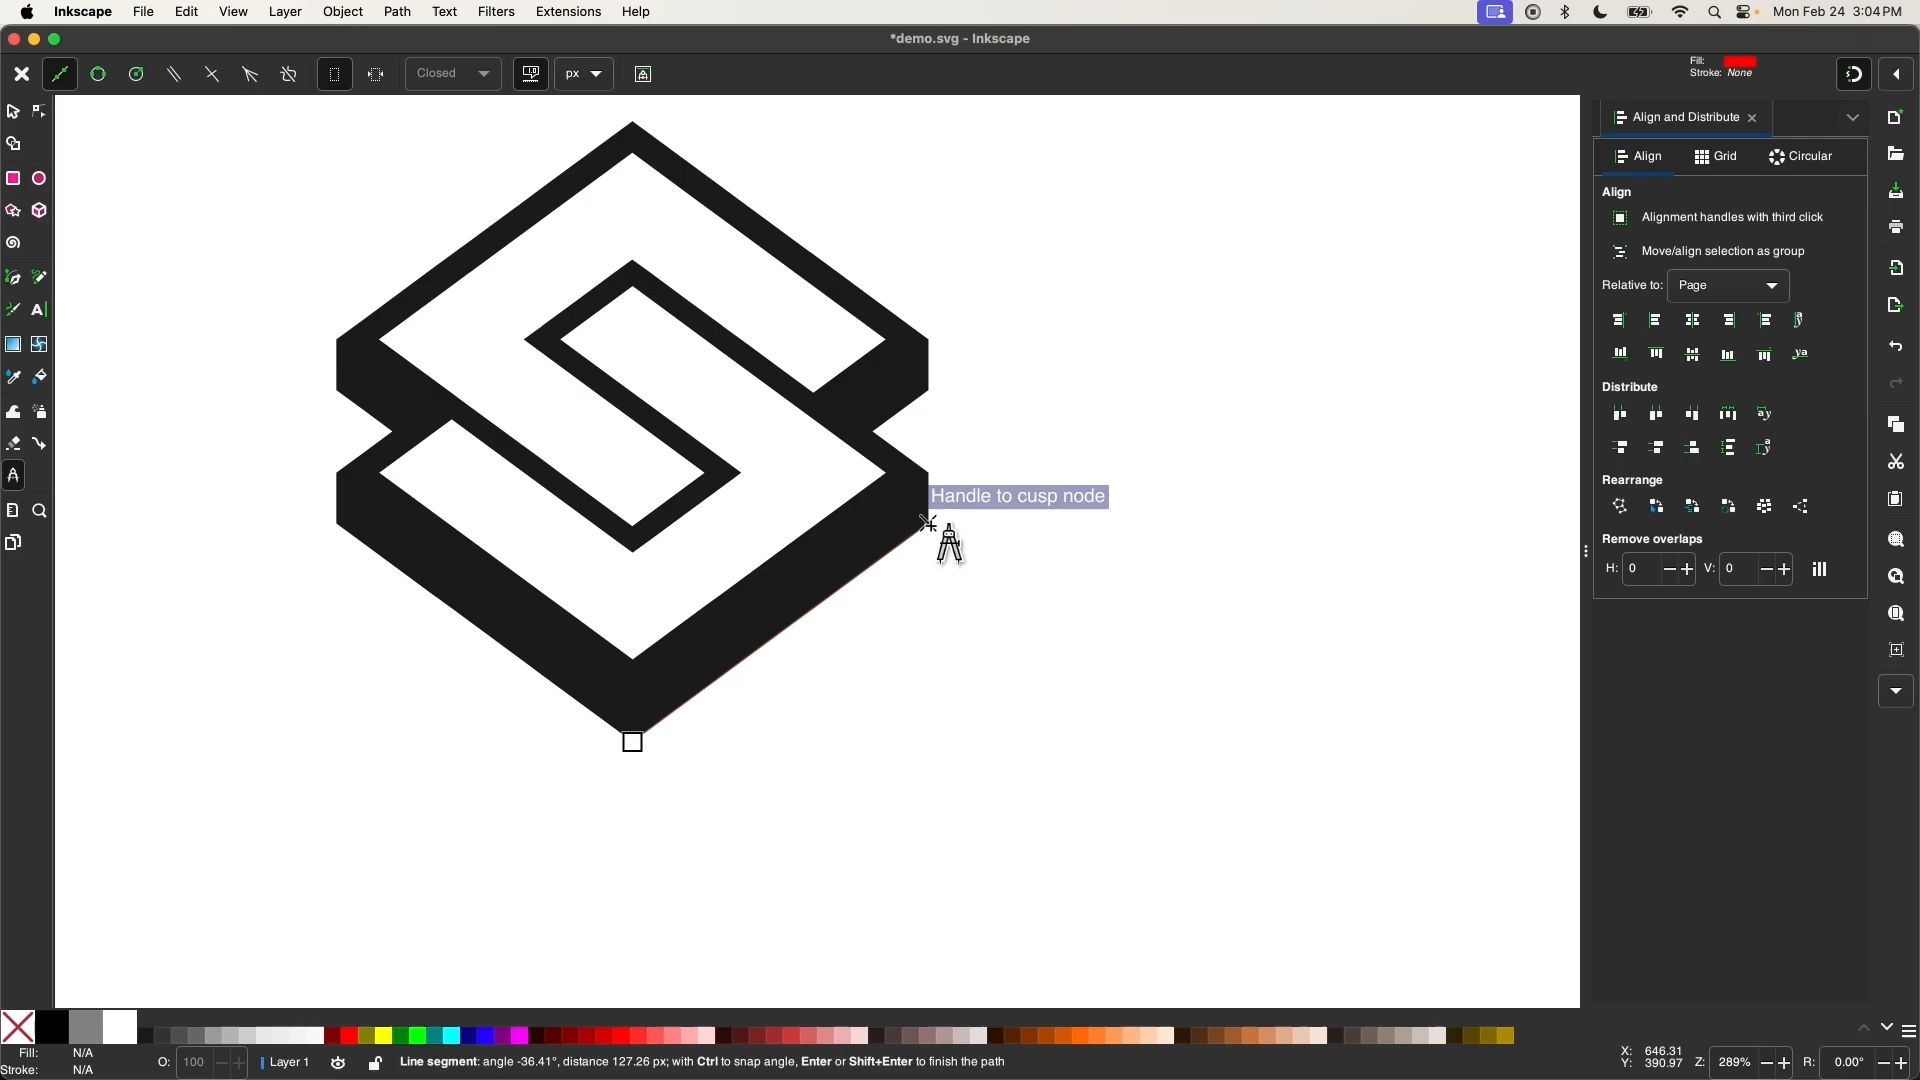 Inkscape File Edit View Layer Object Path Text Filters Extensions Help
Mon Feb 24 3:04 PM
*demo.svg - Inkscape
Closed
px
Fill:
Stroke: None
Align and Distribute
Align
Grid
Circular
Align
Alignment handles with third click
Move/align selection as group
Relative to: Page
Distribute
Rearrange
Remove overlaps
H: 0 V: 0
Handle to cusp node
Fill: N/A
Stroke: N/A
O: 100
Layer 1
Line segment: angle -36.41°, distance 127.26 px; with Ctrl to snap angle, Enter or Shift+Enter to finish the path
X: 646.31
Y: 390.97
Z: 289%
R: 0.00°